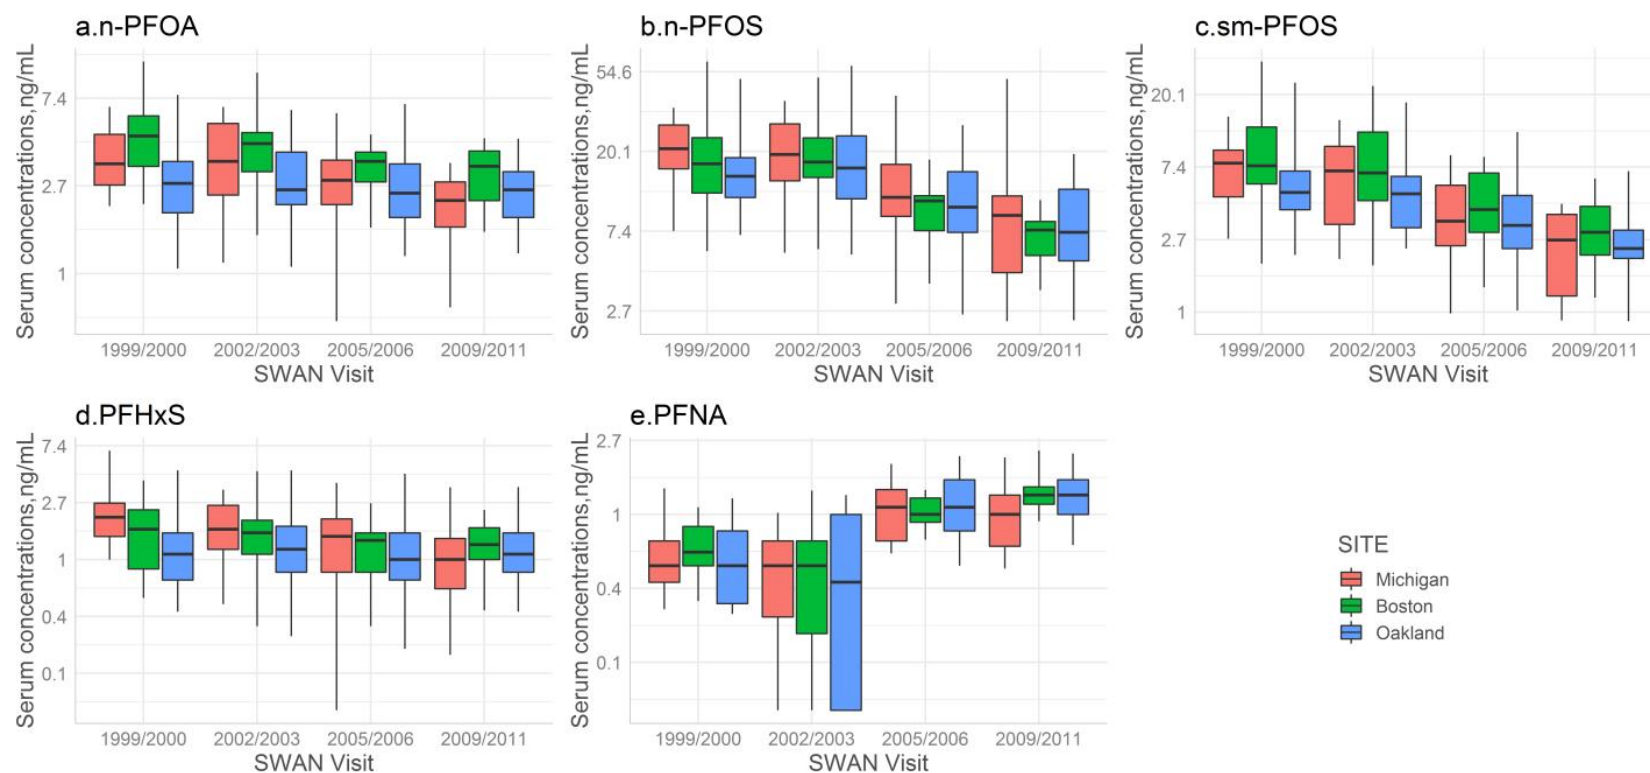 a.n-PFOA
Serum concentrations,ng/mL
7.4
2.7
1
1999/2000 2002/2003 2005/2006 2009/2011
SWAN Visit
b.n-PFOS
Serum concentrations,ng/mL
54.6
20.1
7.4
2.7
1999/2000 2002/2003 2005/2006 2009/2011
SWAN Visit
c.sm-PFOS
Serum concentrations,ng/mL
20.1
7.4
2.7
1
1999/2000 2002/2003 2005/2006 2009/2011
SWAN Visit
d.PFHxS
Serum concentrations,ng/mL
7.4
2.7
1
0.4
0.1
1999/2000 2002/2003 2005/2006 2009/2011
SWAN Visit
e.PFNA
Serum concentrations,ng/mL
2.7
1
0.4
0.1
1999/2000 2002/2003 2005/2006 2009/2011
SWAN Visit
SITE
Michigan
Boston
Oakland